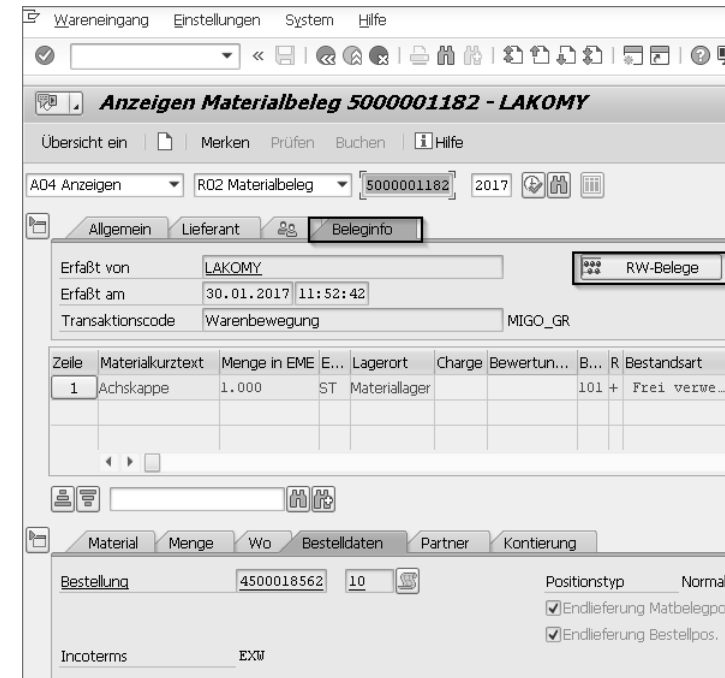 Wareneingang Einstellungen System Hilfe
Anzeigen Materialbeleg 5000001182 - LAKOMY
Übersicht ein Merken Prüfen Buchen Hilfe
A04 Anzeigen R02 Materialbeleg 5000001182 2017
Allgemein Lieferant Beleginfo
Erfaßt von LAKOMY RW-Belege
Erfaßt am 30.01.2017 11:52:42
Transaktionscode Warenbewegung MIGO_GR
Zeile Materialkurztext Menge in EME E... Lagerort Charge Bewertun... B... R Bestandsart
1 Achskappe 1.000 ST Materiallager 101 + Frei verwe...
Material Menge Wo Bestelldaten Partner Kontierung
Bestellung 4500018562 10 Positionstyp Normal
Endlieferung Matbelegpo
Endlieferung Bestellpos.
Incoterms EXW